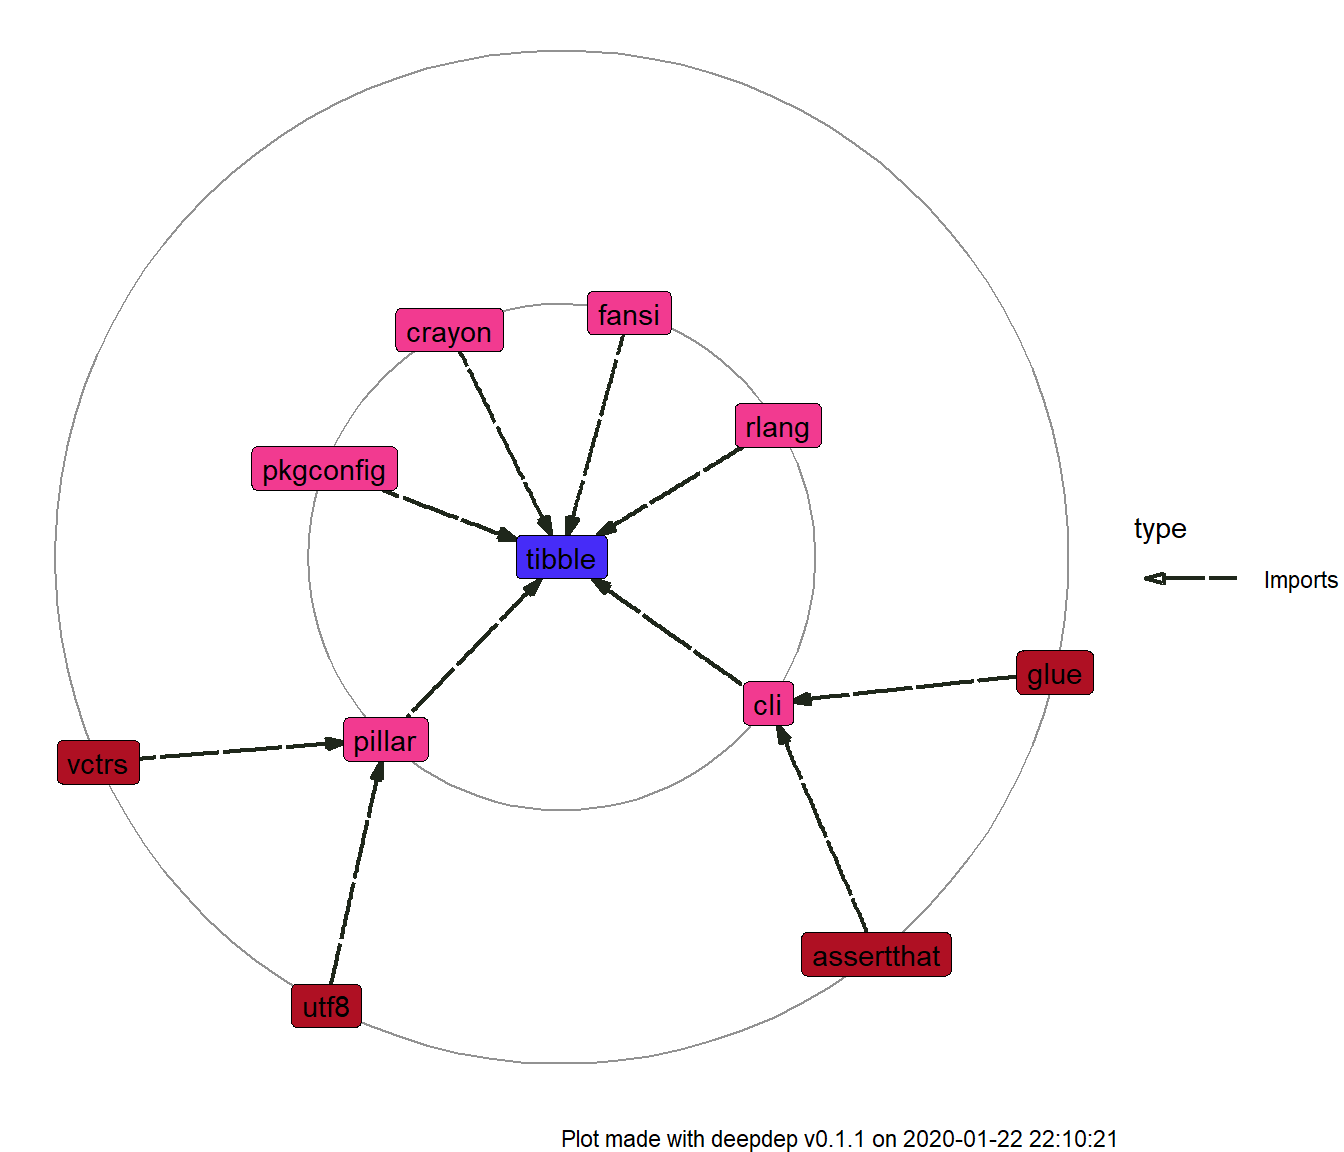 fansi
crayon
rlang
pkgconfig
type
tibble
Imports
glue
cli
pillar
vctrs
assertthat
utf8
Plot made with deepdep v0.1.1 on 2020-01-22 22:10:21